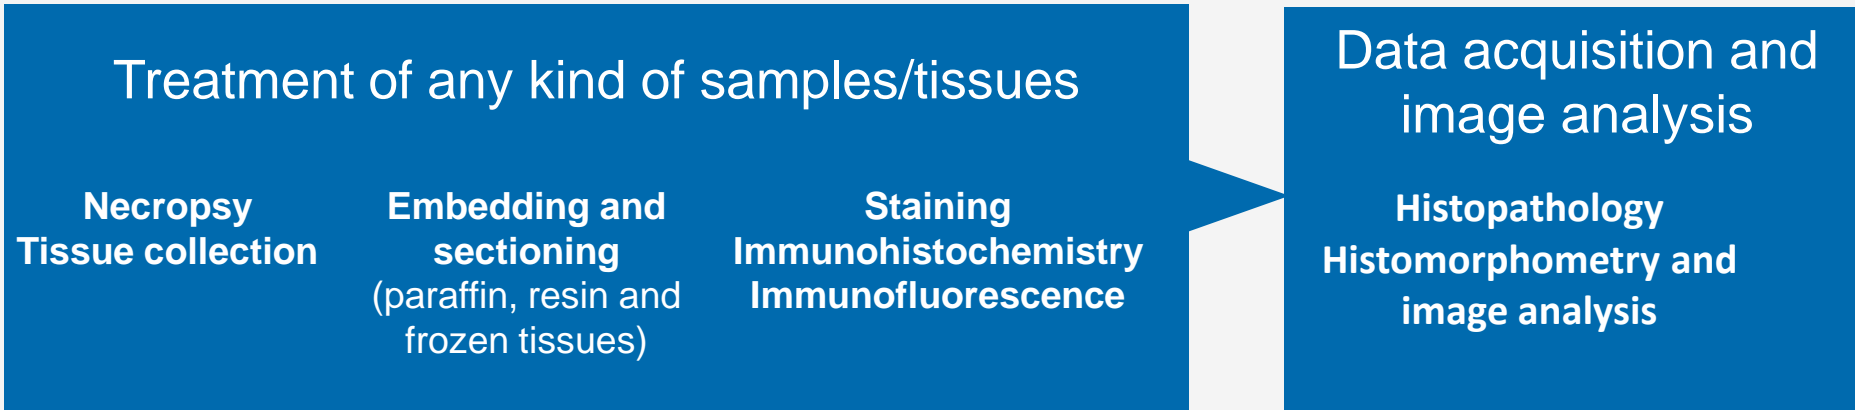 Treatment of any kind of samples/tissues
Necropsy
Tissue collection
Embedding and
sectioning
(paraffin, resin and
frozen tissues)
Staining
Immunohistochemistry
Immunofluorescence
Data acquisition and
image analysis
Histopathology
Histomorphometry and
image analysis